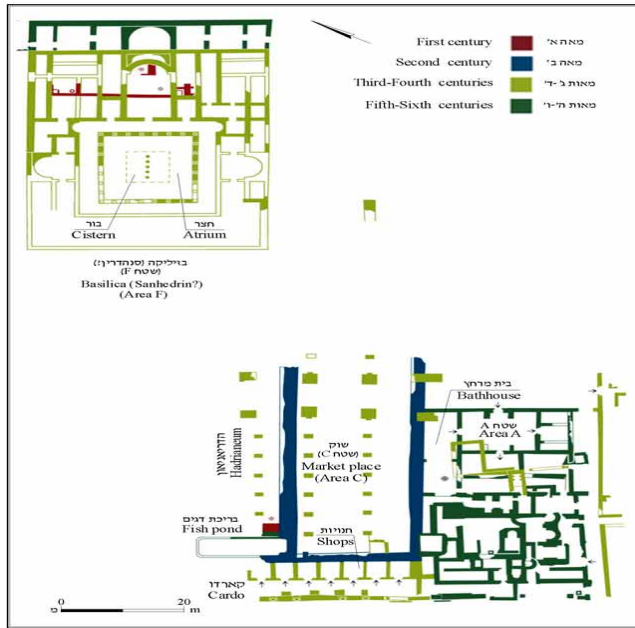 First century מאה א'
Second century מאה ב'
Third-Fourth centuries מאות ג'-ד'
Fifth-Sixth centuries מאות ה'-ו'
בור
Cistern
חצר
Atrium
בזיליקה (סנהדרין?)
(שטח F)
Basilica (Sanhedrin?)
(Area F)
בית מרחץ
Bathhouse
שטח A
Area A
שוק
(שטח C)
Market place
(Area C)
הדריאניאון
Hadrianeum
בריכת דגים
Fish pond
חנויות
Shops
קארדו
Cardo
0 20
מ m